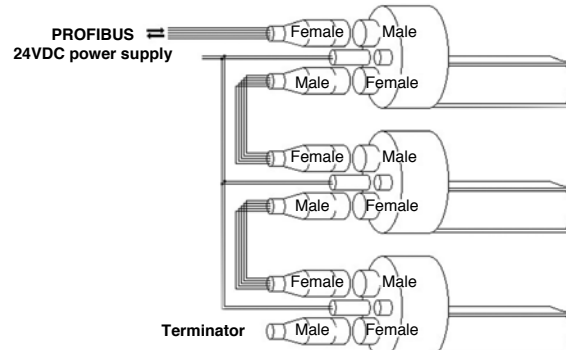 PROFIBUS
Female Male
24VDC power supply
Male Female
Female Male
Male Female
Female Male
Terminator Male Female